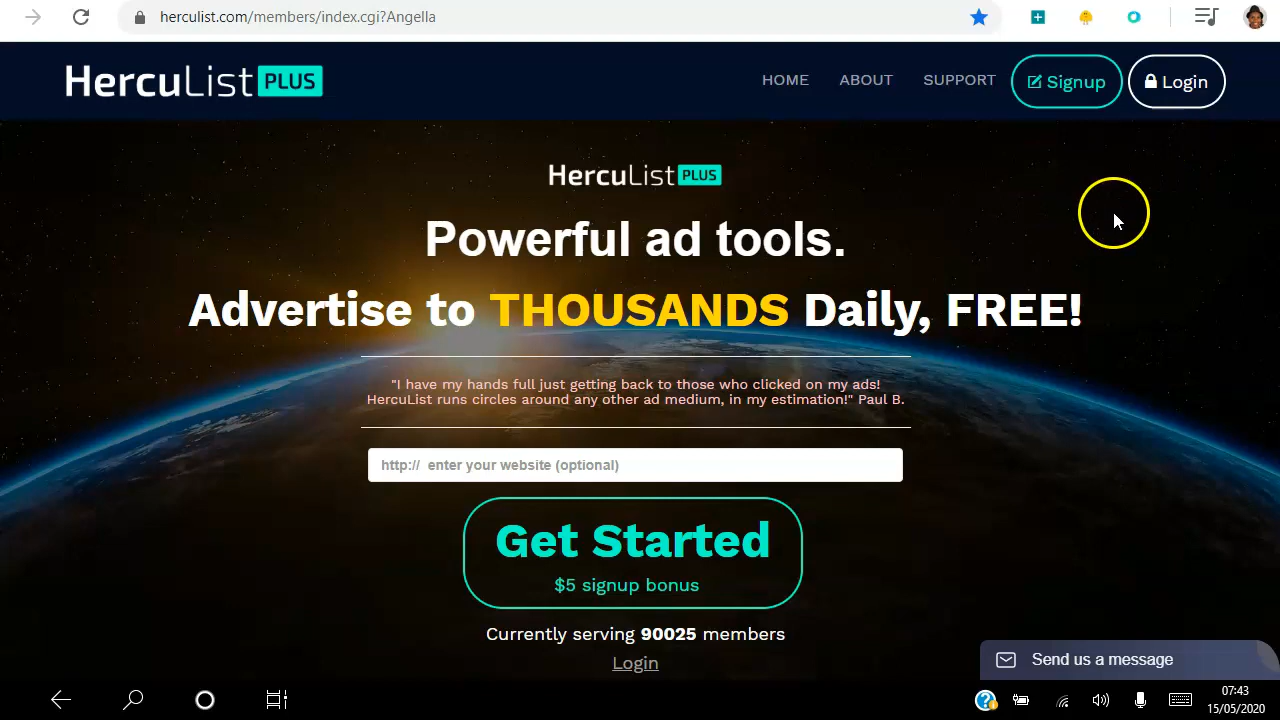 herculist.com/members/index.cgi?Angella
HercuList PLUS
HOME
ABOUT
SUPPORT
Signup
Login
HercuList PLUS
Powerful ad tools.
Advertise to THOUSANDS Daily, FREE!
"I have my hands full just getting back to those who clicked on my ads!
HercuList runs circles around any other ad medium, in my estimation!" Paul B.
http:// enter your website (optional)
Get Started
$5 signup bonus
Currently serving 90025 members
Login
Send us a message
07:43
15/05/2020